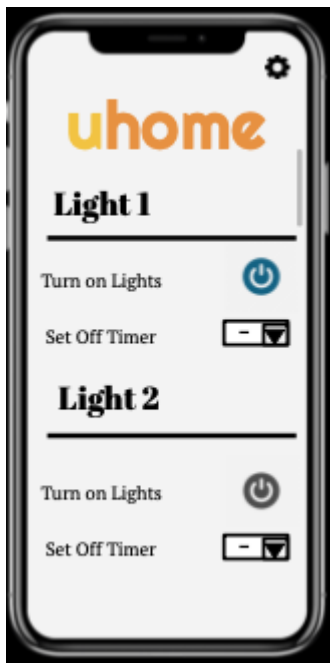 uhome
Light 1
Turn on Lights
Set Off Timer
-
Light 2
Turn on Lights
Set Off Timer
-